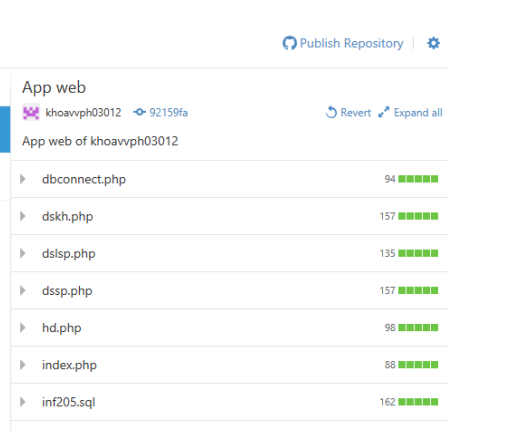 Publish Repository
App web
khoavvph03012 92159fa Revert Expand all
App web of khoavvph03012
dbconnect.php 94
dskh.php 157
dslsp.php 135
dssp.php 157
hd.php 98
index.php 88
inf205.sql 162